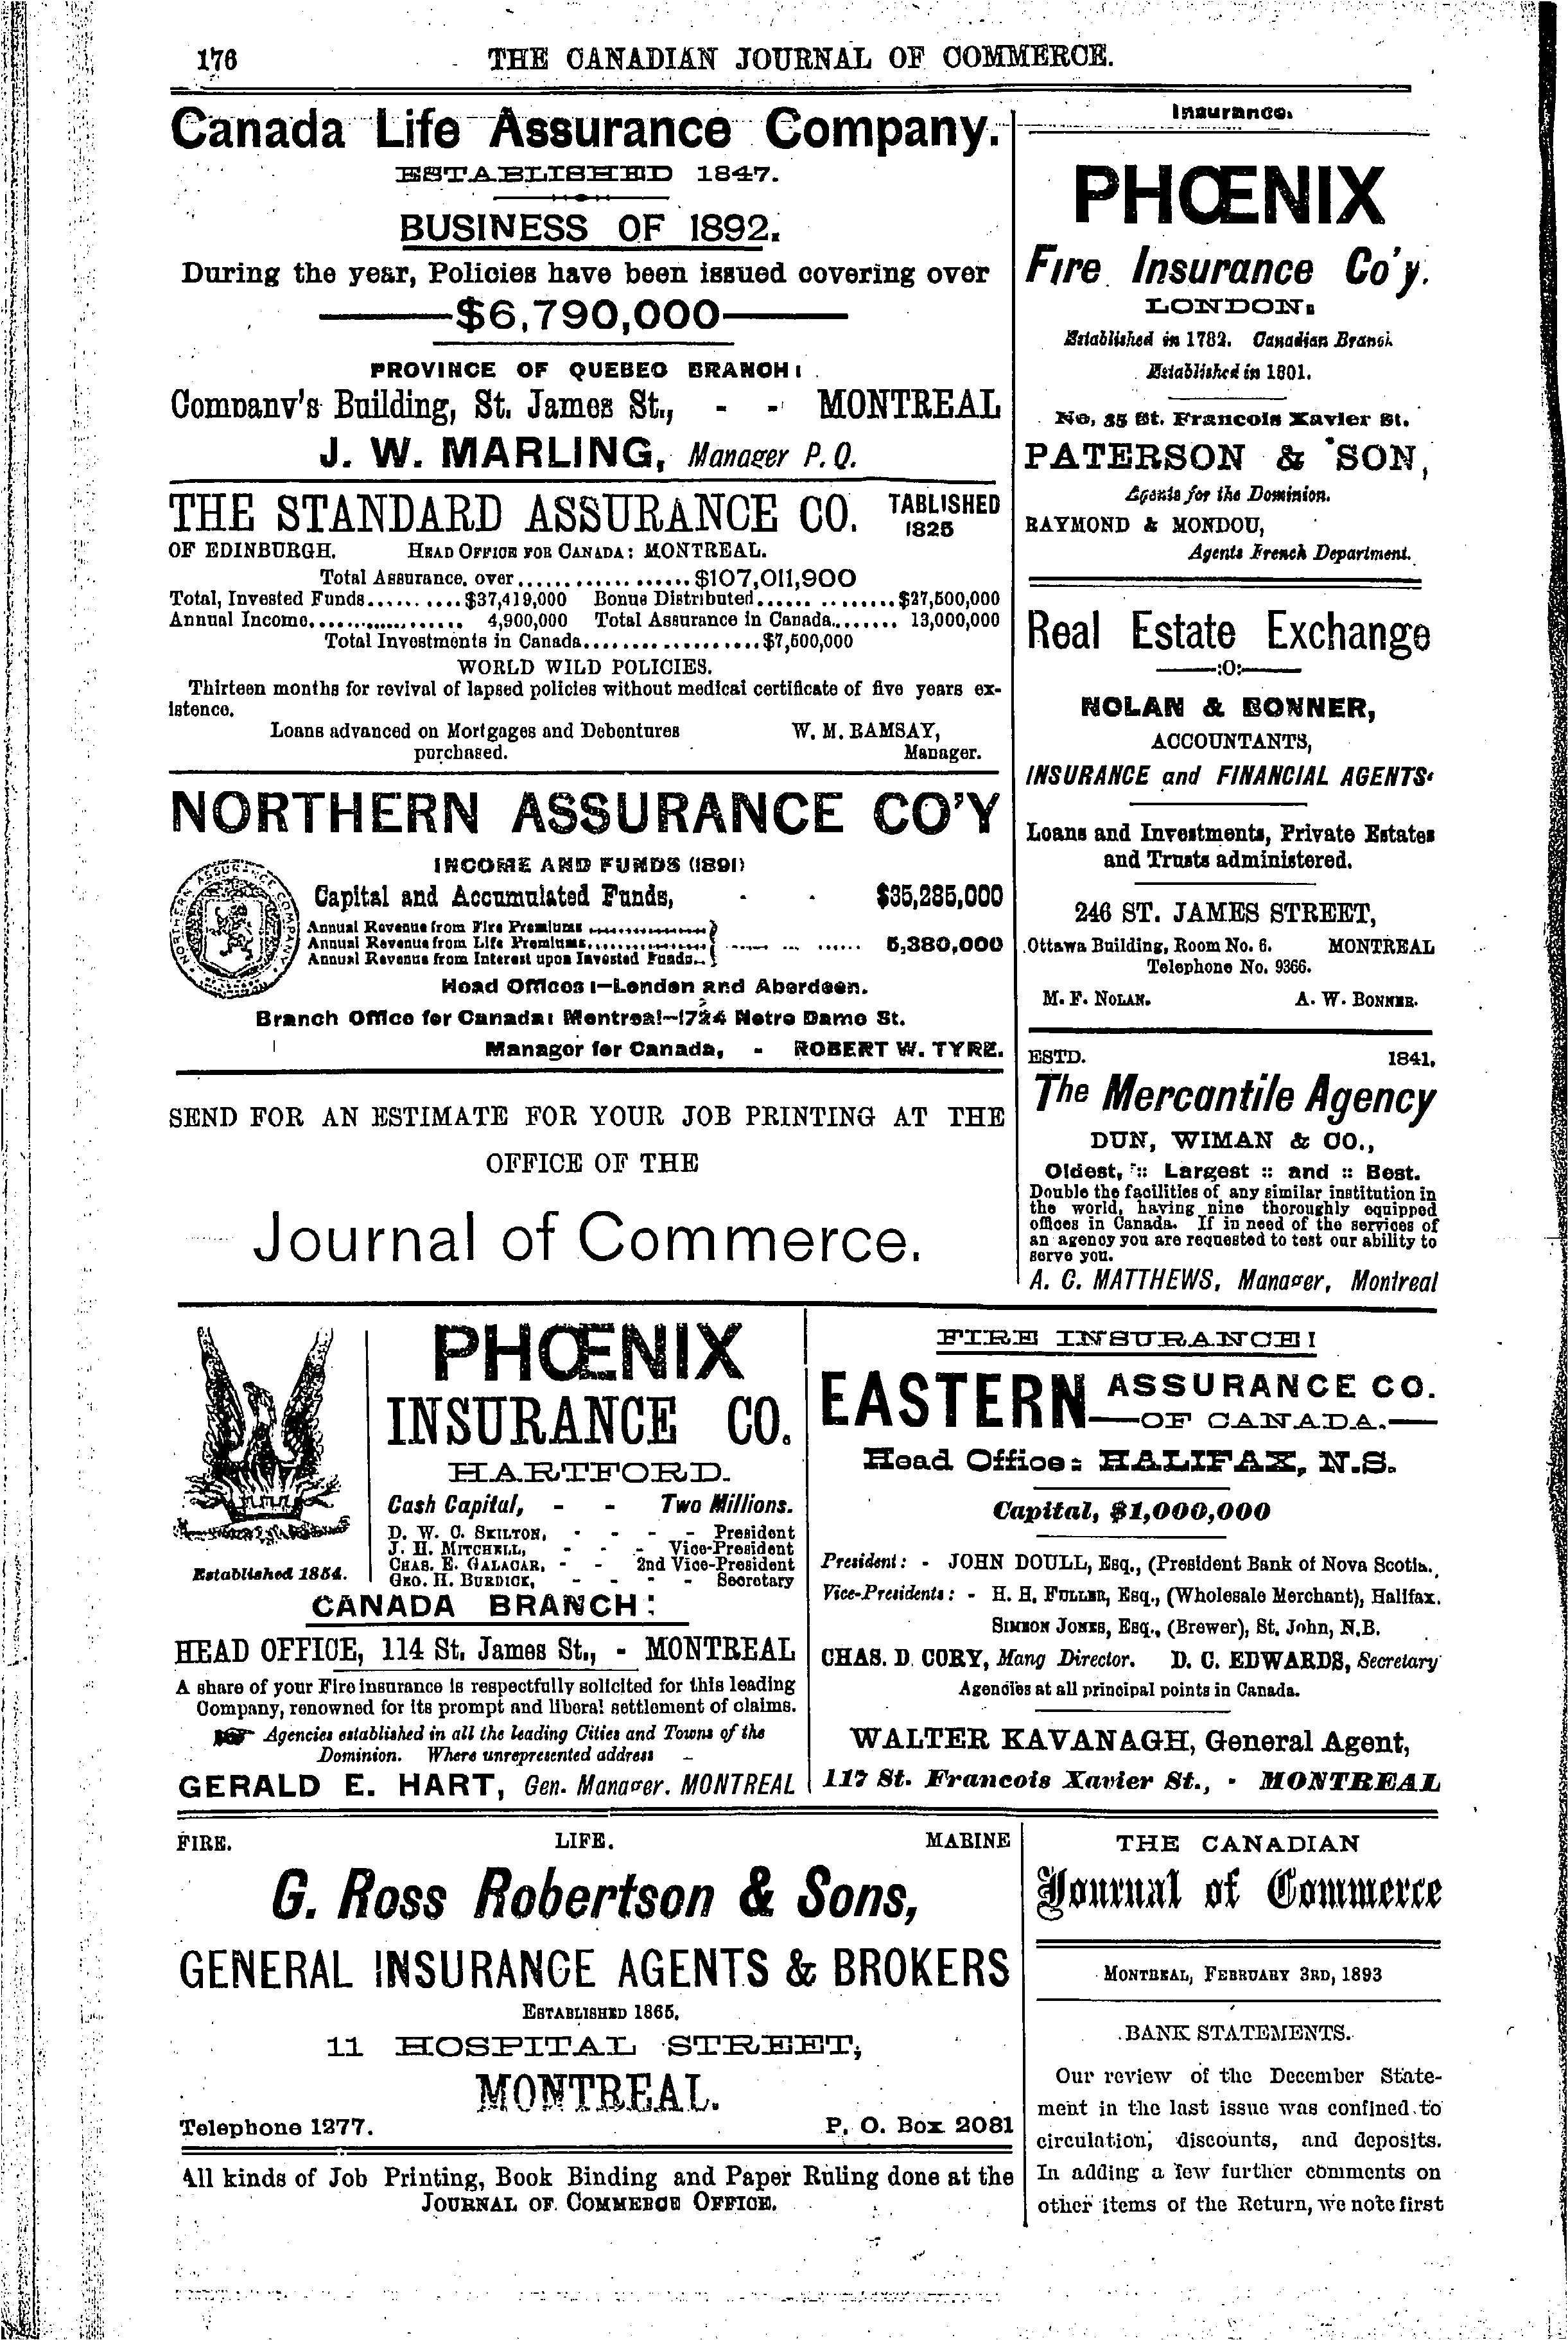 176 THE CANADIAN JOURNAL OF COMMERCE.
Canada Life Assurance Company.
ESTABLISHED 1847.
BUSINESS OF 1892.
During the year, Policies have been issued covering over
$6,790,000
PROVINCE OF QUEBEC BRANCH:
Company's Building, St. James St., - - MONTREAL
J. W. MARLING, Manager P. Q.
THE STANDARD ASSURANCE CO. TABLISHED 1825
OF EDINBURGH. HEAD OFFICE FOR CANADA: MONTREAL.
Total Assurance, over.................. $107,011,900
Total, Invested Funds.......... $37,419,000 Bonus Distributed.............. $27,500,000
Annual Income.................. 4,900,000 Total Assurance in Canada........ 13,000,000
Total Investments in Canada................... $7,500,000
WORLD WILD POLICIES.
Thirteen months for revival of lapsed policies without medical certificate of five years ex-
istence.
Loans advanced on Mortgages and Debentures W. M. RAMSAY,
purchased. Manager.
NORTHERN ASSURANCE CO'Y
NORTHERN ASSURANCE COMPANY
INCOME AND FUNDS (1891)
Capital and Accumulated Funds, - - $35,285,000
Annual Revenue from Fire Premiums
Annual Revenue from Life Premiums ...... 5,380,000
Annual Revenue from Interest upon Invested Funds..
Head Offices:—London and Aberdeen.
Branch Office for Canada: Montreal—1724 Notre Dame St.
Manager for Canada, - ROBERT W. TYRE.
SEND FOR AN ESTIMATE FOR YOUR JOB PRINTING AT THE
OFFICE OF THE
Journal of Commerce.
Insurance.
PHŒNIX
Fire Insurance Co'y.
LONDON.
Established in 1782. Canadian Branch
Established in 1801.
No. 35 St. Francois Xavier St.
PATERSON & SON,
Agents for the Dominion.
RAYMOND & MONDOU,
Agents French Department.
Real Estate Exchange
:0:
NOLAN & BONNER,
ACCOUNTANTS,
INSURANCE and FINANCIAL AGENTS.
Loans and Investments, Private Estates
and Trusts administered.
246 ST. JAMES STREET,
Ottawa Building, Room No. 6. MONTREAL
Telephone No. 9366.
M. F. NOLAN. A. W. BONNER.
ESTD. 1841.
The Mercantile Agency
DUN, WIMAN & CO.,
Oldest, :: Largest :: and :: Best.
Double the facilities of any similar institution in
the world, having nine thoroughly equipped
offices in Canada. If in need of the services of
an agency you are requested to test our ability to
serve you.
A. C. MATTHEWS, Manager, Montreal
Established 1854.
PHŒNIX
INSURANCE CO.
HARTFORD.
Cash Capital, - - Two Millions.
D. W. C. SKILTON, - - - - President
J. H. MITCHELL, - - - Vice-President
CHAS. E. GALACAR, - - 2nd Vice-President
GEO. H. BURDICK, - - - - Secretary
CANADA BRANCH:
HEAD OFFICE, 114 St. James St., - MONTREAL
A share of your Fire Insurance is respectfully solicited for this leading
Company, renowned for its prompt and liberal settlement of claims.
☞ Agencies established in all the leading Cities and Towns of the
Dominion. Where unrepresented address —
GERALD E. HART, Gen. Manager. MONTREAL
FIRE INSURANCE!
EASTERN ASSURANCE CO.
—OF CANADA.—
Head Office: HALIFAX, N.S.
Capital, $1,000,000
President: - JOHN DOULL, Esq., (President Bank of Nova Scotia.
Vice-Presidents: - H. H. FULLER, Esq., (Wholesale Merchant), Halifax.
SIMEON JONES, Esq., (Brewer), St. John, N.B.
CHAS. D. CORY, Mang Director. D. C. EDWARDS, Secretary
Agencies at all principal points in Canada.
WALTER KAVANAGH, General Agent,
117 St. Francois Xavier St., - MONTREAL
FIRE. LIFE. MARINE
G. Ross Robertson & Sons,
GENERAL INSURANCE AGENTS & BROKERS
ESTABLISHED 1865.
11 HOSPITAL STREET,
MONTREAL.
Telephone 1277. P. O. Box 2081
All kinds of Job Printing, Book Binding and Paper Ruling done at the
JOURNAL OF COMMERCE OFFICE.
THE CANADIAN
Journal of Commerce
MONTREAL, FEBRUARY 3RD, 1893
BANK STATEMENTS.
Our review of the December State-
ment in the last issue was confined to
circulation, discounts, and deposits.
In adding a few further comments on
other items of the Return, we note first